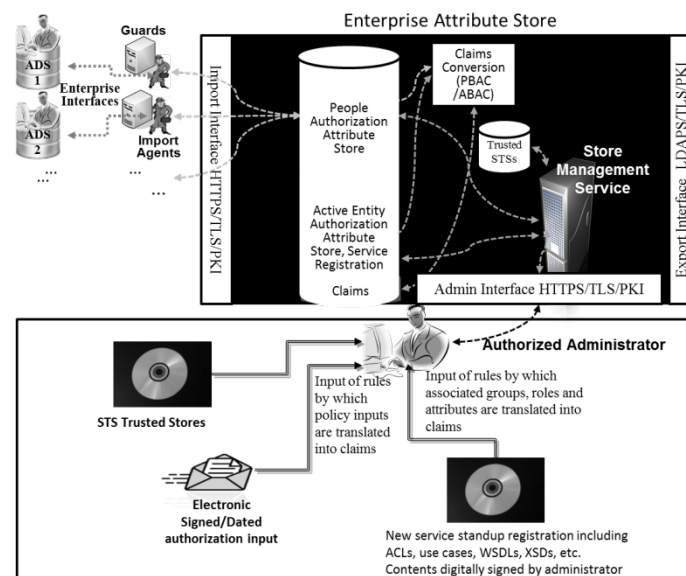 Enterprise Attribute Store
Guards
ADS
1
Enterprise
Interfaces
ADS
2
Import
Agents
...
...
...
Import Interface HTTPS/TLS/PKI
People
Authorization
Attribute
Store
Active Entity
Authorization
Attribute
Store, Service
Registration
Claims
Claims
Conversion
(PBAC
/ABAC)
Trusted
STSs
Store
Management
Service
Export Interface LDAPS/TLS/PKI
Admin Interface HTTPS/TLS/PKI
Authorized Administrator
STS Trusted Stores
Input of rules
by which
policy inputs
are translated
into claims
Input of rules by which
associated groups, roles and
attributes are translated into
claims
Electronic
Signed/Dated
authorization input
New service standup registration including
ACLs, use cases, WSDLs, XSDs, etc.
Contents digitally signed by administrator